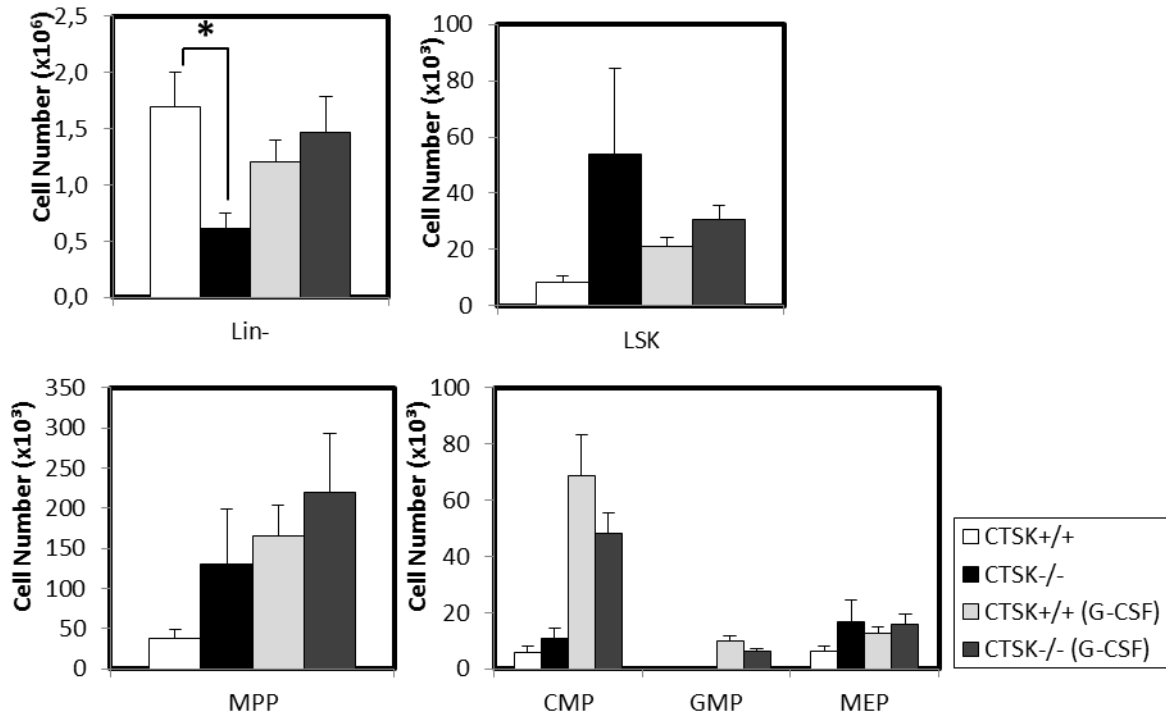 Cell Number (x10⁶)
2,5
2,0
1,5
1,0
0,5
0,0
*
Lin-
Cell Number (x10³)
100
80
60
40
20
0
LSK
Cell Number (x10³)
350
300
250
200
150
100
50
0
MPP
Cell Number (x10³)
100
80
60
40
20
0
CMP GMP MEP
CTSK+/+
CTSK-/-
CTSK+/+ (G-CSF)
CTSK-/- (G-CSF)